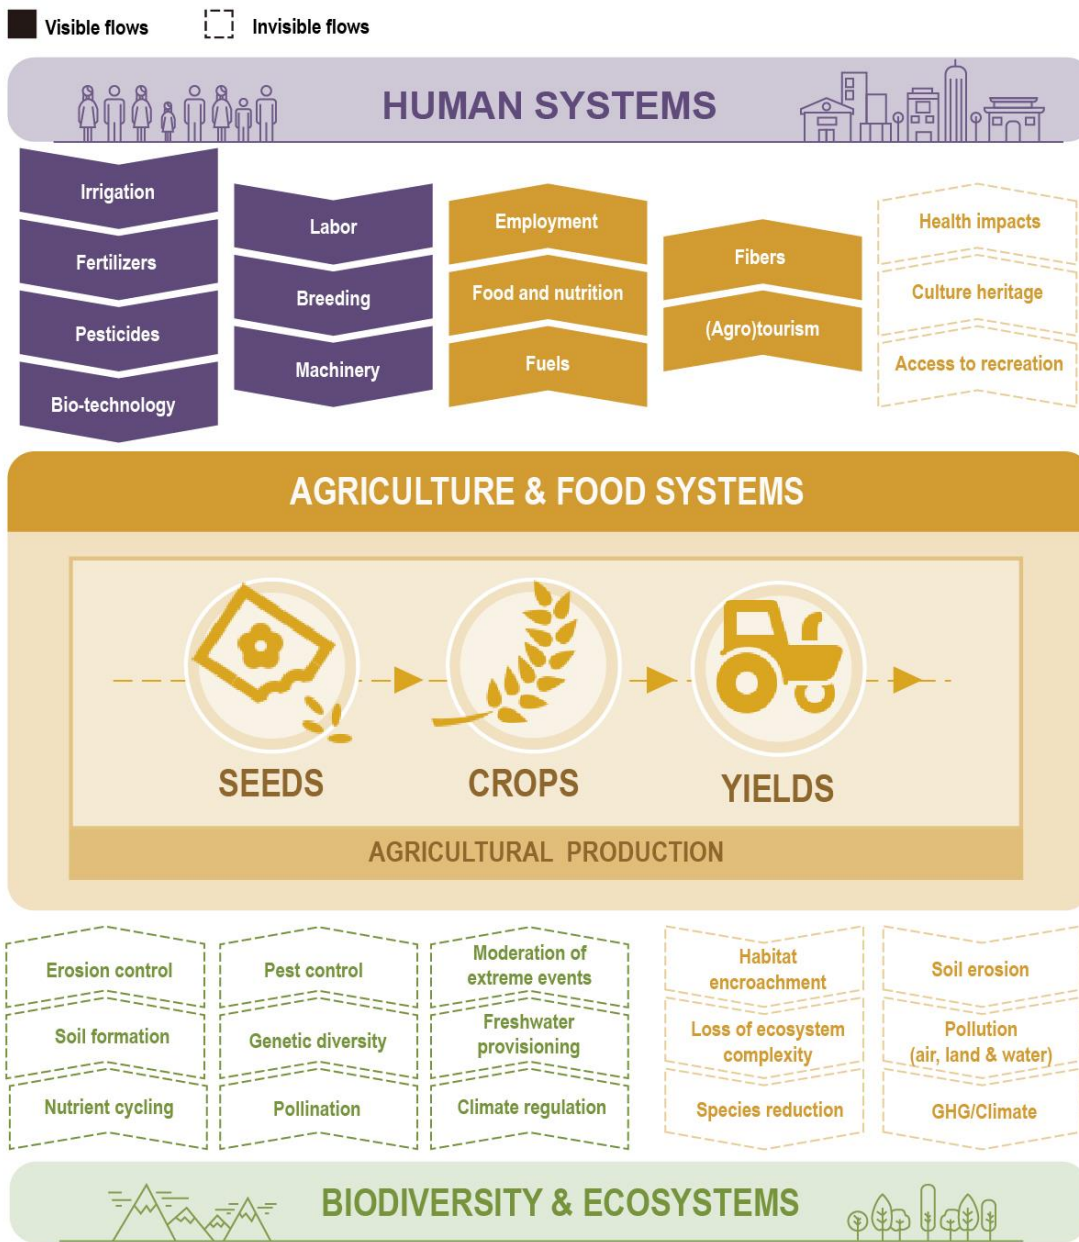 Visible flows
Invisible flows
HUMAN SYSTEMS
Irrigation
Fertilizers
Pesticides
Bio-technology
Labor
Breeding
Machinery
Employment
Food and nutrition
Fuels
Fibers
(Agro)tourism
Health impacts
Culture heritage
Access to recreation
AGRICULTURE & FOOD SYSTEMS
SEEDS
CROPS
YIELDS
AGRICULTURAL PRODUCTION
Erosion control
Soil formation
Nutrient cycling
Pest control
Genetic diversity
Pollination
Moderation of
extreme events
Freshwater
provisioning
Climate regulation
Habitat
encroachment
Loss of ecosystem
complexity
Species reduction
Soil erosion
Pollution
(air, land & water)
GHG/Climate
BIODIVERSITY & ECOSYSTEMS